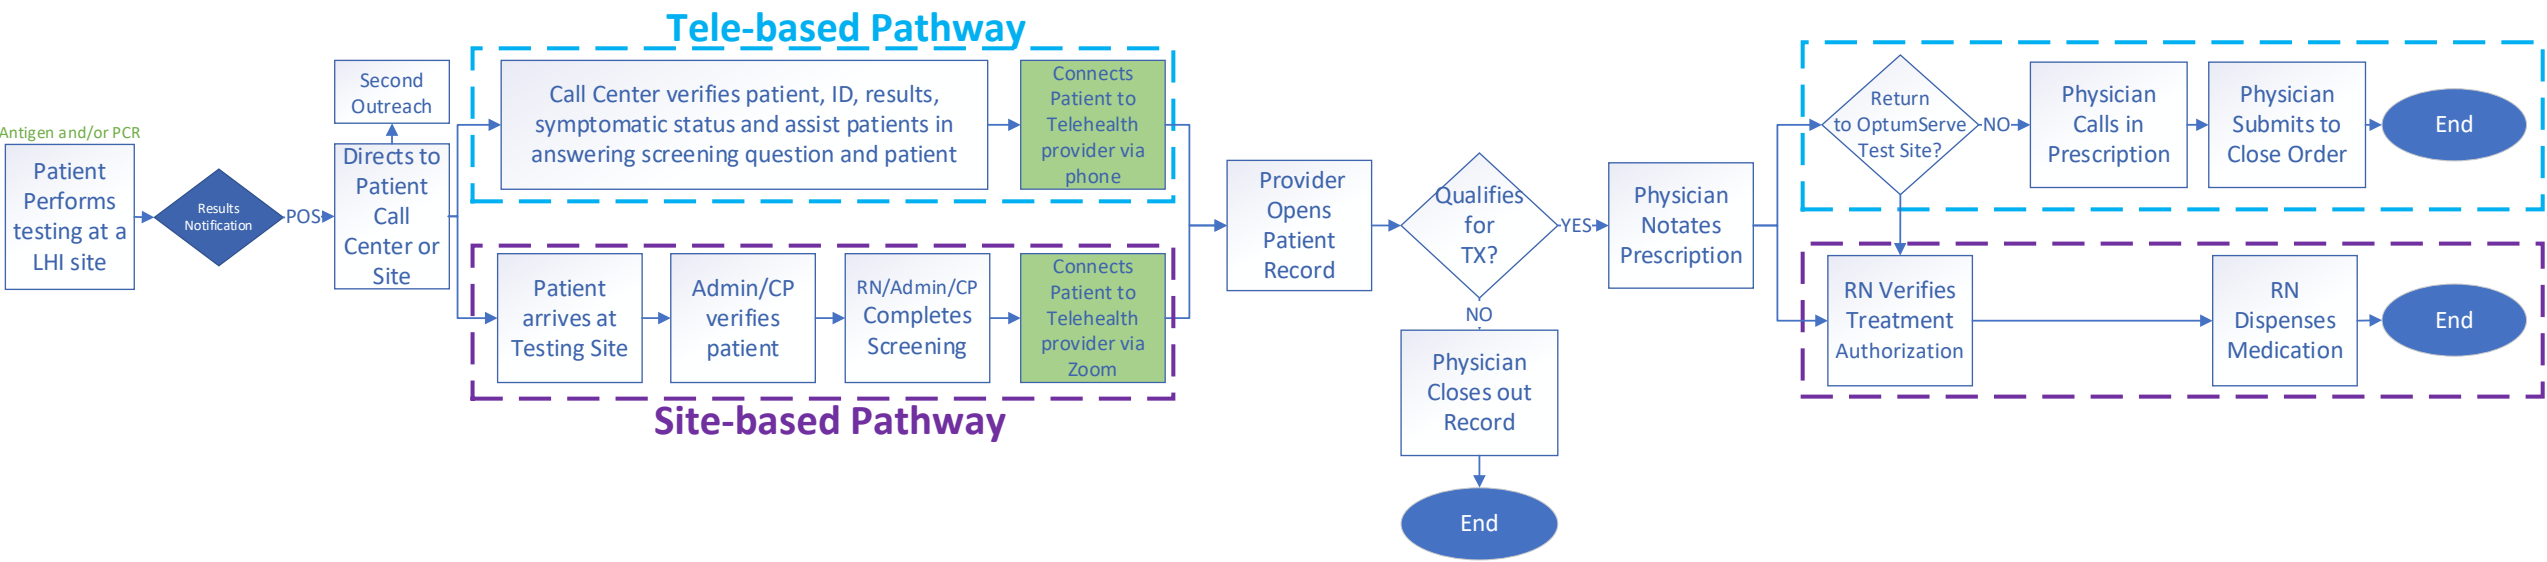 Tele-based Pathway
Antigen and/or PCR
Patient
Performs
testing at a
LHI site
Results
Notification
POS
Second
Outreach
Directs to
Patient
Call
Center or
Site
Call Center verifies patient, ID, results,
symptomatic status and assist patients in
answering screening question and patient
Connects
Patient to
Telehealth
provider via
phone
Patient
arrives at
Testing Site
Admin/CP
verifies
patient
RN/Admin/CP
Completes
Screening
Connects
Patient to
Telehealth
provider via
Zoom
Site-based Pathway
Provider
Opens
Patient
Record
Qualifies
for
TX?
NO
Physician
Closes out
Record
End
YES
Physician
Notates
Prescription
Return
to OptumServe
Test Site?
NO
Physician
Calls in
Prescription
Physician
Submits to
Close Order
End
RN Verifies
Treatment
Authorization
RN
Dispenses
Medication
End